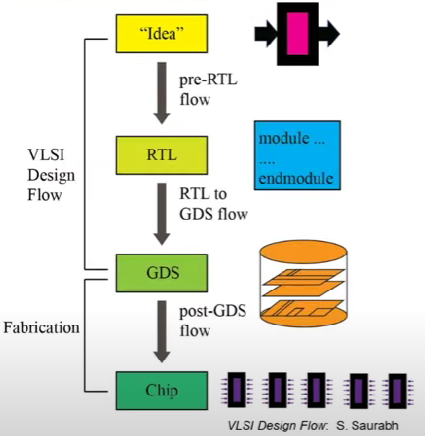 “Idea”
pre-RTL
flow
VLSI
Design
Flow
RTL
module ...
....
endmodule
RTL to
GDS flow
GDS
Fabrication
post-GDS
flow
Chip
VLSI Design Flow: S. Saurabh